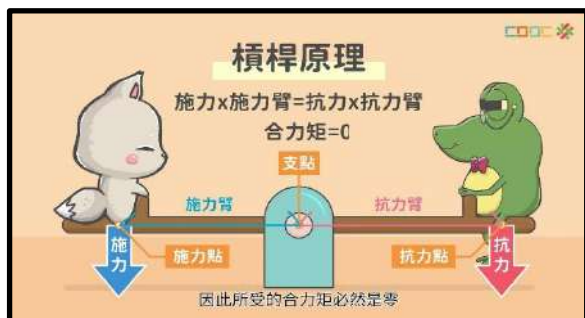 COOC
槓桿原理
施力x施力臂=抗力x抗力臂
合力矩=0
支點
施力臂
抗力臂
施力
施力點
抗力點
抗力
因此所受的合力矩必然是零